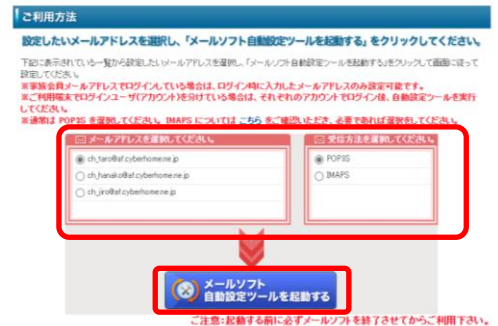 ご利用方法
設定したいメールアドレスを選択し、「メールソフト自動設定ツールを起動する」をクリックしてください。
下記に表示されている一覧から設定したいメールアドレスを選択し、「メールソフト自動設定ツールを起動する」をクリックして画面に従って
設定してください。
※家族会員メールアドレスでログインしている場合は、ログイン時に入力したメールアドレスのみ設定可能です。
※ご利用端末でログインユーザ(アカウント)を分けている場合は、それぞれのアカウントでログイン後、自動設定ツールを実行
してください。
※通常は POP3S を選択してください。IMAPS については こちら をご確認いただき、必要であれば選択をしてください。
メールアドレスを選択してください。
受信方法を選択してください。
ch_taro@af.cyberhome.ne.jp
POP3S
ch_hanako@af.cyberhome.ne.jp
IMAPS
ch_jiro@af.cyberhome.ne.jp
メールソフト
自動設定ツールを起動する
ご注意:起動する前に必ずメールソフトを終了させてからご利用下さい。